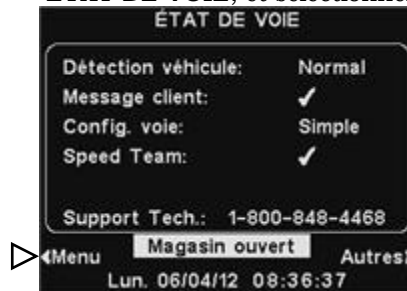 ÉTAT DE VOIE
Détection véhicule: Normal
Message client: ✓
Config. voie: Simple
Speed Team: ✓
Support Tech.: 1-800-848-4468
Magasin ouvert
Menu Autres
Lun. 06/04/12 08:36:37